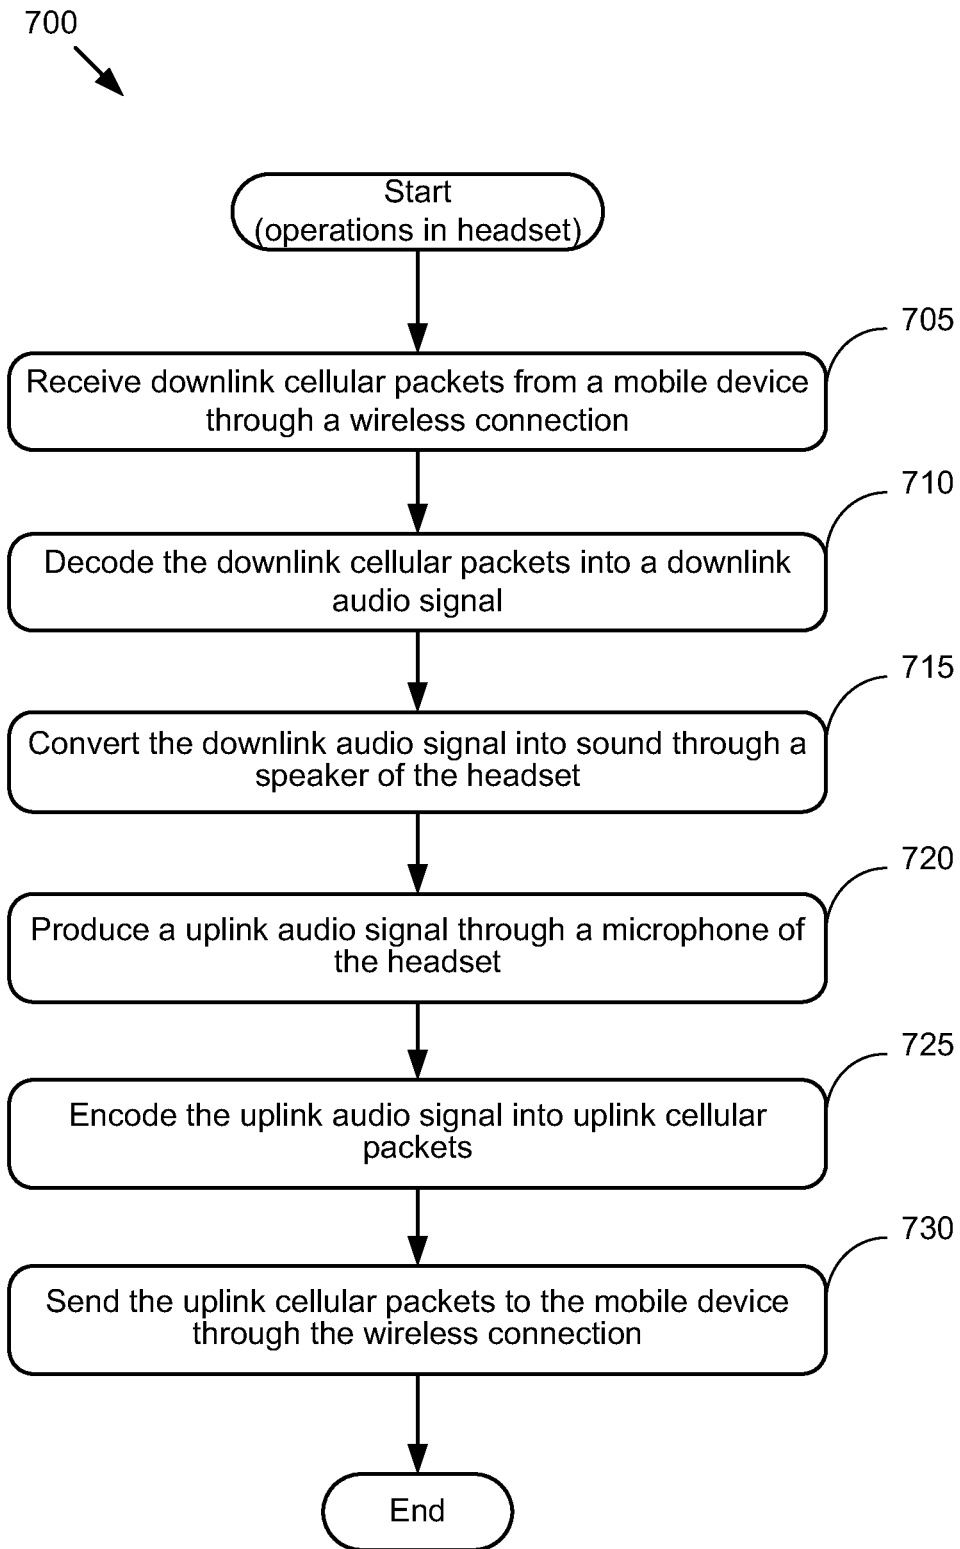 700
Start
(operations in headset)
705
Receive downlink cellular packets from a mobile device
through a wireless connection
710
Decode the downlink cellular packets into a downlink
audio signal
715
Convert the downlink audio signal into sound through a
speaker of the headset
720
Produce a uplink audio signal through a microphone of
the headset
725
Encode the uplink audio signal into uplink cellular
packets
730
Send the uplink cellular packets to the mobile device
through the wireless connection
End